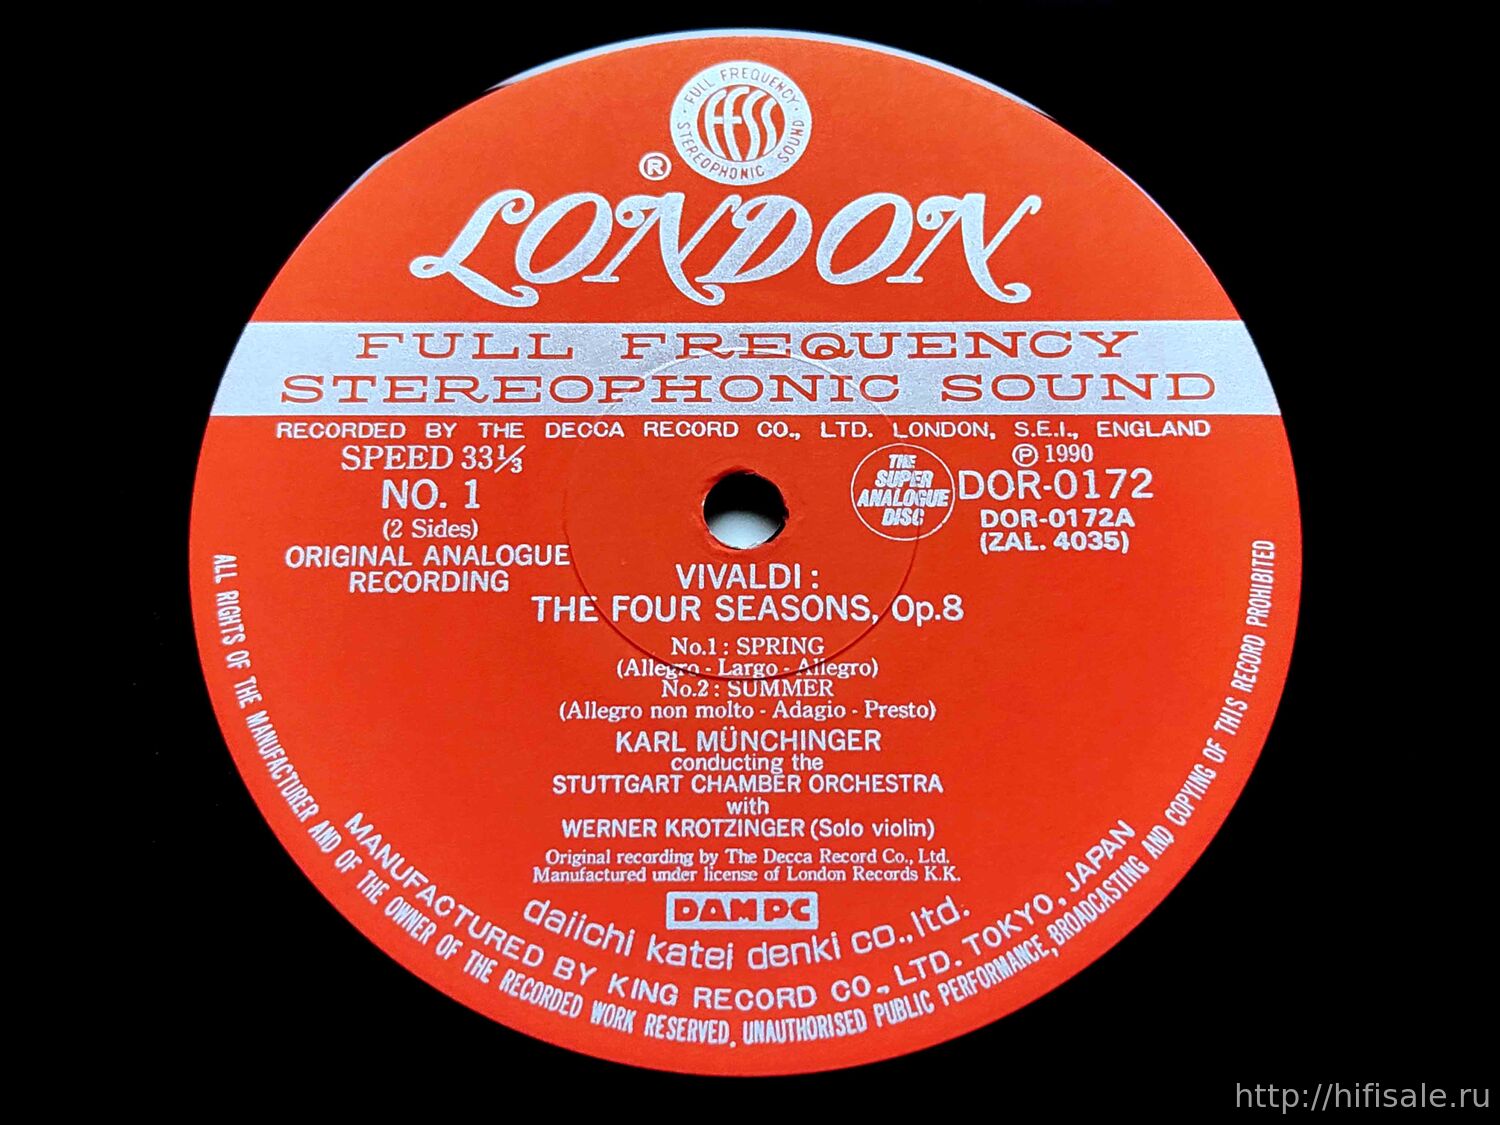 · FULL FREQUENCY ·
STEREOPHONIC SOUND
FFSS
®
LONDON
FULL FREQUENCY
STEREOPHONIC SOUND
RECORDED BY THE DECCA RECORD CO., LTD. LONDON, S.E.I., ENGLAND
SPEED 33⅓
NO. 1
(2 Sides)
ORIGINAL ANALOGUE
RECORDING
THE
SUPER
ANALOGUE
DISC
℗ 1990
DOR-0172
DOR-0172A
(ZAL. 4035)
VIVALDI :
THE FOUR SEASONS, Op.8
No.1 : SPRING
(Allegro - Largo - Allegro)
No.2 : SUMMER
(Allegro non molto - Adagio - Presto)
KARL MÜNCHINGER
conducting the
STUTTGART CHAMBER ORCHESTRA
with
WERNER KROTZINGER (Solo violin)
Original recording by The Decca Record Co., Ltd.
Manufactured under license of London Records K.K.
DAM PC
daiichi katei denki co., ltd.
MANUFACTURED BY KING RECORD CO., LTD. TOKYO, JAPAN
ALL RIGHTS OF THE MANUFACTURER AND OF THE OWNER OF THE RECORDED WORK RESERVED. UNAUTHORISED PUBLIC PERFORMANCE, BROADCASTING AND COPYING OF THIS RECORD PROHIBITED
http://hifisale.ru